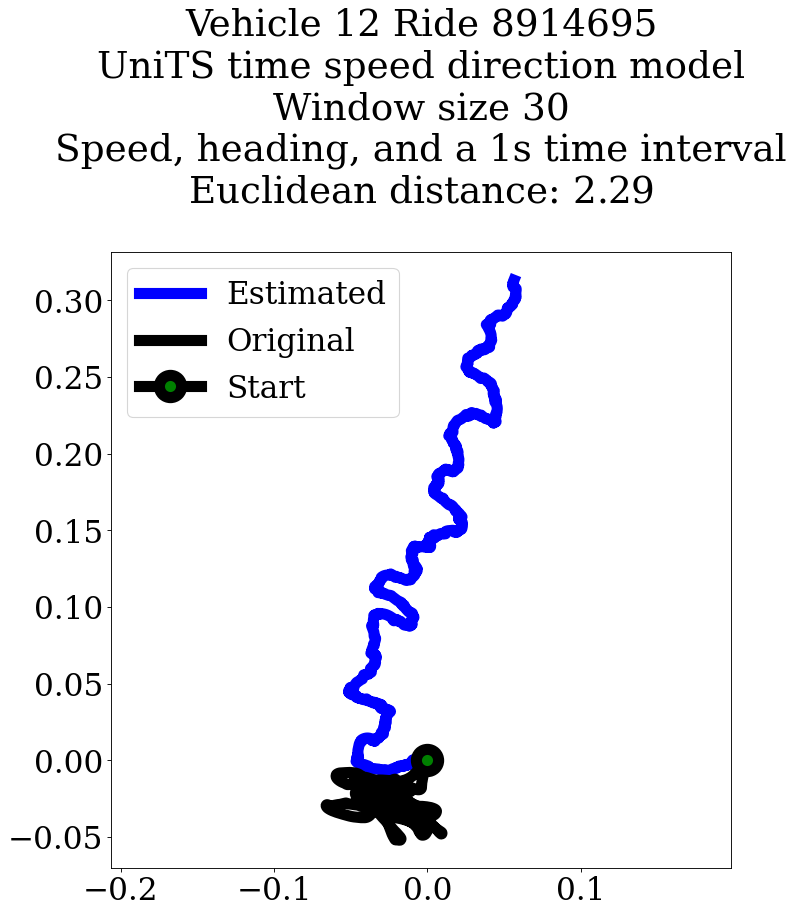 Vehicle 12 Ride 8914695
UniTS time speed direction model
Window size 30
Speed, heading, and a 1s time interval
Euclidean distance: 2.29
Estimated
Original
Start
0.30
0.25
0.20
0.15
0.10
0.05
0.00
−0.05
−0.2
−0.1
0.0
0.1